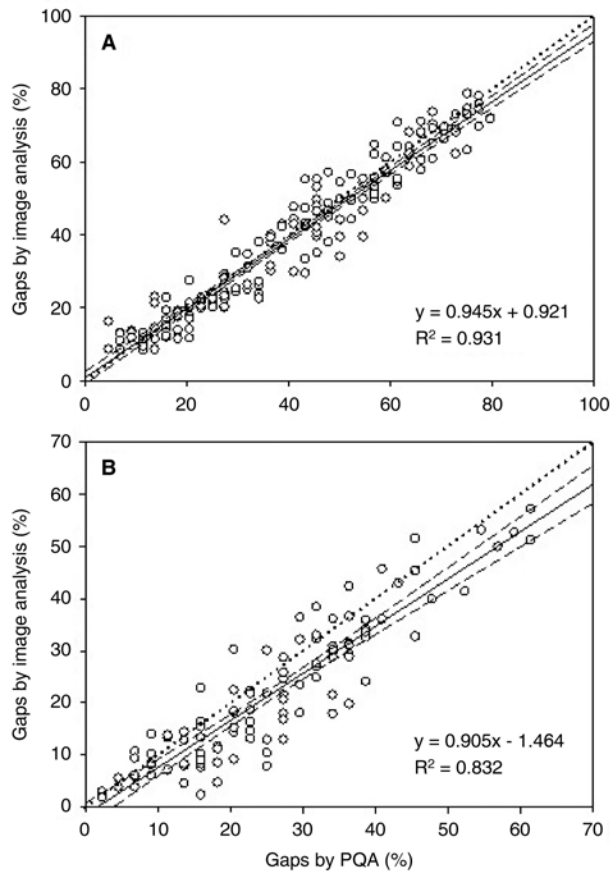 100
A
80
60
40
20
0
Gaps by image analysis (%)
y = 0.945x + 0.921
R² = 0.931
0 20 40 60 80 100
70
B
60
50
40
30
20
10
0
Gaps by image analysis (%)
y = 0.905x - 1.464
R² = 0.832
0 10 20 30 40 50 60 70
Gaps by PQA (%)